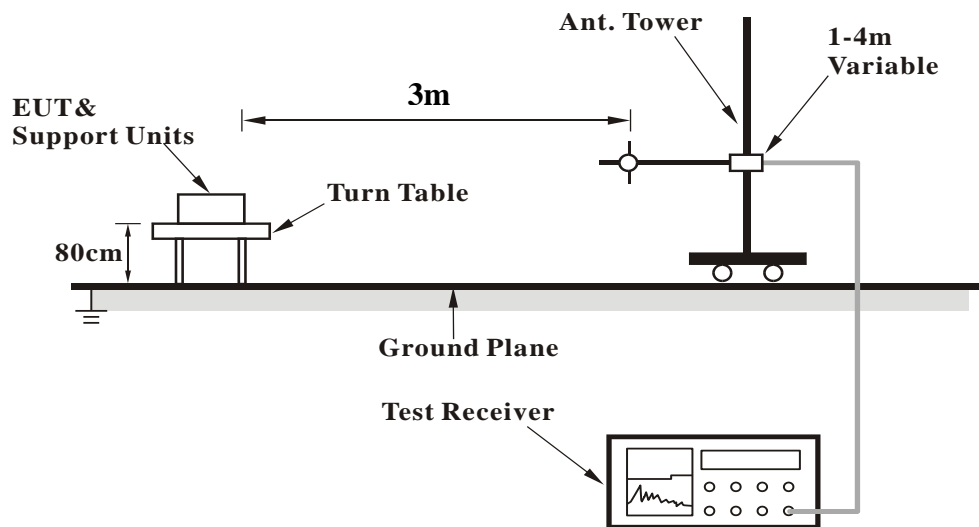 Ant. Tower
1-4m
Variable
3m
EUT&
Support Units
Turn Table
80cm
Ground Plane
Test Receiver